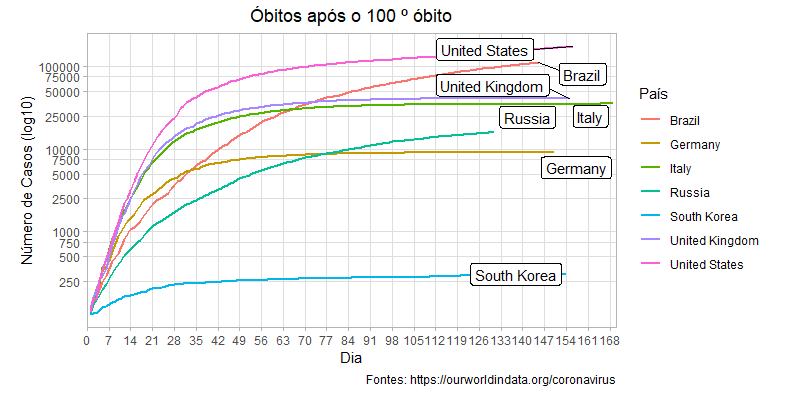 Óbitos após o 100 º óbito
Número de Casos (log10)
100000
75000
50000
25000
10000
7500
5000
2500
1000
750
500
250
United States
Brazil
United Kingdom
Russia
Italy
Germany
South Korea
0 7 14 21 28 35 42 49 56 63 70 77 84 91 98 105 112 119 126 133 140 147 154 161 168
Dia
País
Brazil
Germany
Italy
Russia
South Korea
United Kingdom
United States
Fontes: https://ourworldindata.org/coronavirus